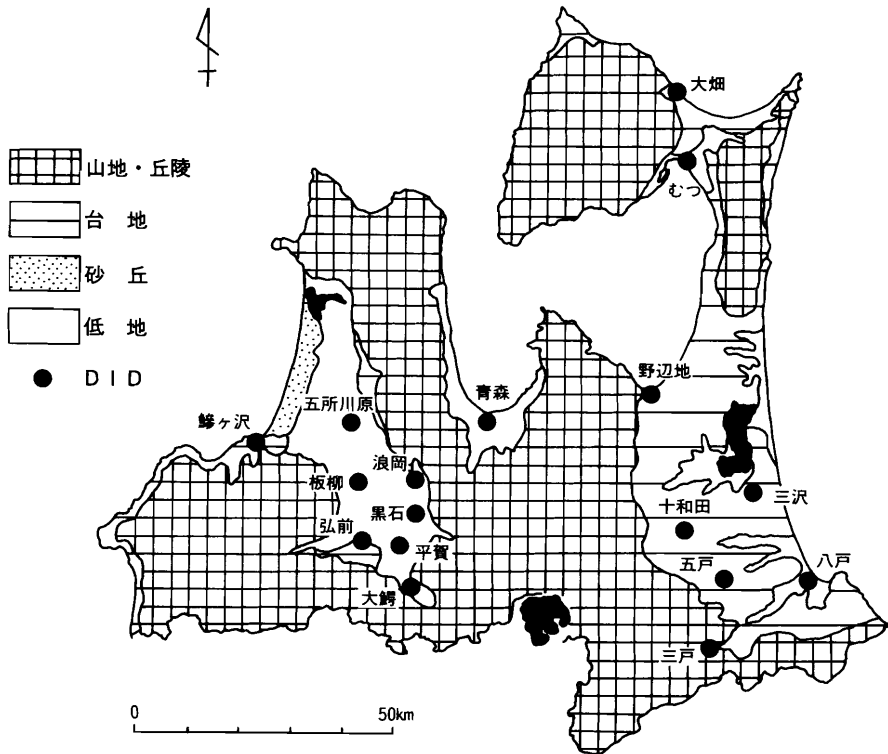 大畑
むつ
山地・丘陵
台地
砂丘
低地
DID
野辺地
青森
五所川原
鰺ヶ沢
浪岡
板柳
三沢
十和田
黒石
弘前
平賀
五戸
八戸
大鰐
三戸
0
50km